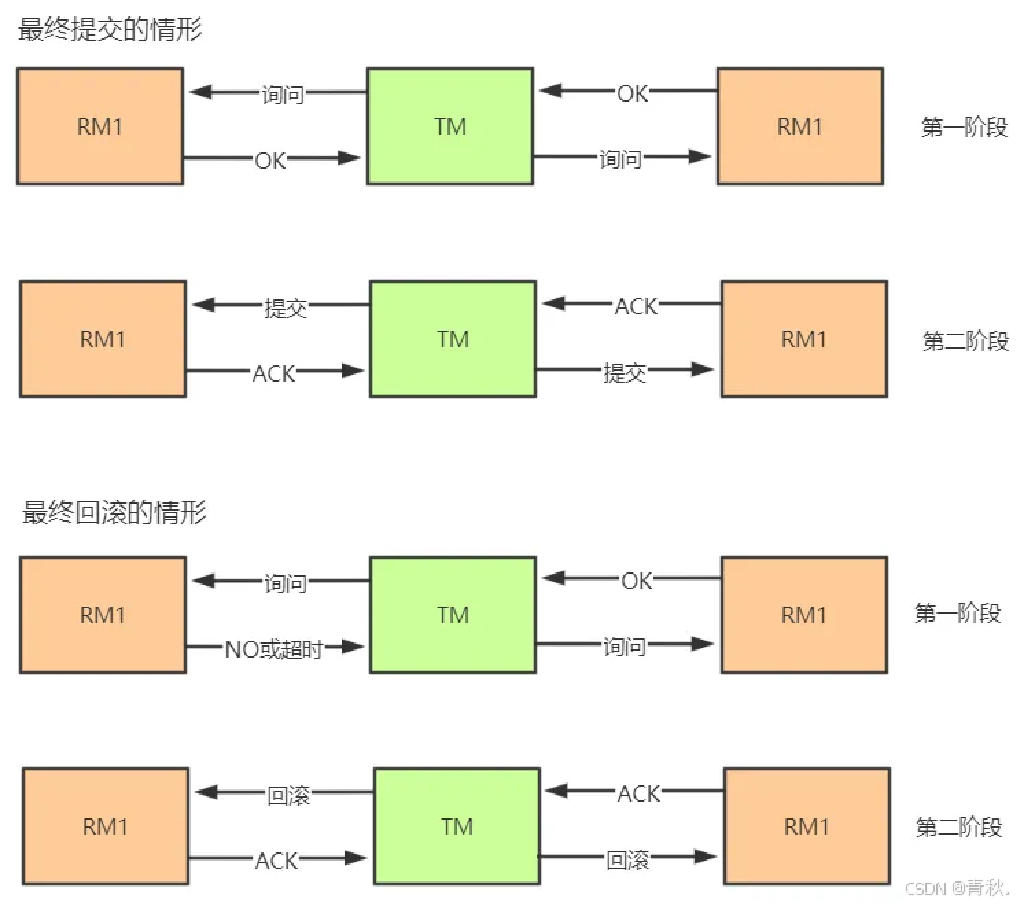 最终提交的情形
询问
OK
RM1
TM
RM1
第一阶段
OK
询问
提交
ACK
RM1
TM
RM1
第二阶段
ACK
提交
最终回滚的情形
询问
OK
RM1
TM
RM1
第一阶段
NO或超时
询问
回滚
ACK
RM1
TM
RM1
第二阶段
ACK
回滚
CSDN @青秋.